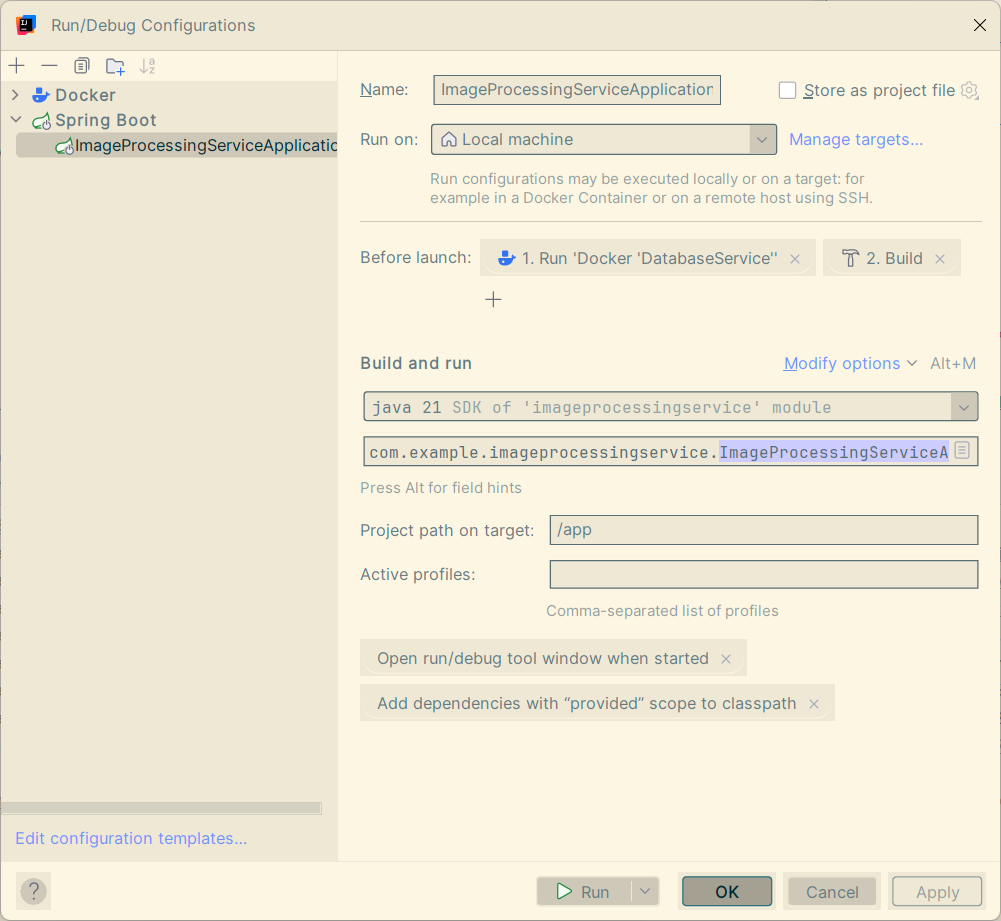 Run/Debug Configurations
Docker
Spring Boot
ImageProcessingServiceApplicatio
Edit configuration templates...
Name: ImageProcessingServiceApplication
Store as project file
Run on: Local machine
Manage targets...
Run configurations may be executed locally or on a target: for
example in a Docker Container or on a remote host using SSH.
Before launch: 1. Run 'Docker 'DatabaseService'' 2. Build
Build and run
Modify options Alt+M
java 21 SDK of 'imageprocessingservice' module
com.example.imageprocessingservice.ImageProcessingServiceA
Press Alt for field hints
Project path on target: /app
Active profiles:
Comma-separated list of profiles
Open run/debug tool window when started
Add dependencies with “provided” scope to classpath
?
Run
OK
Cancel
Apply